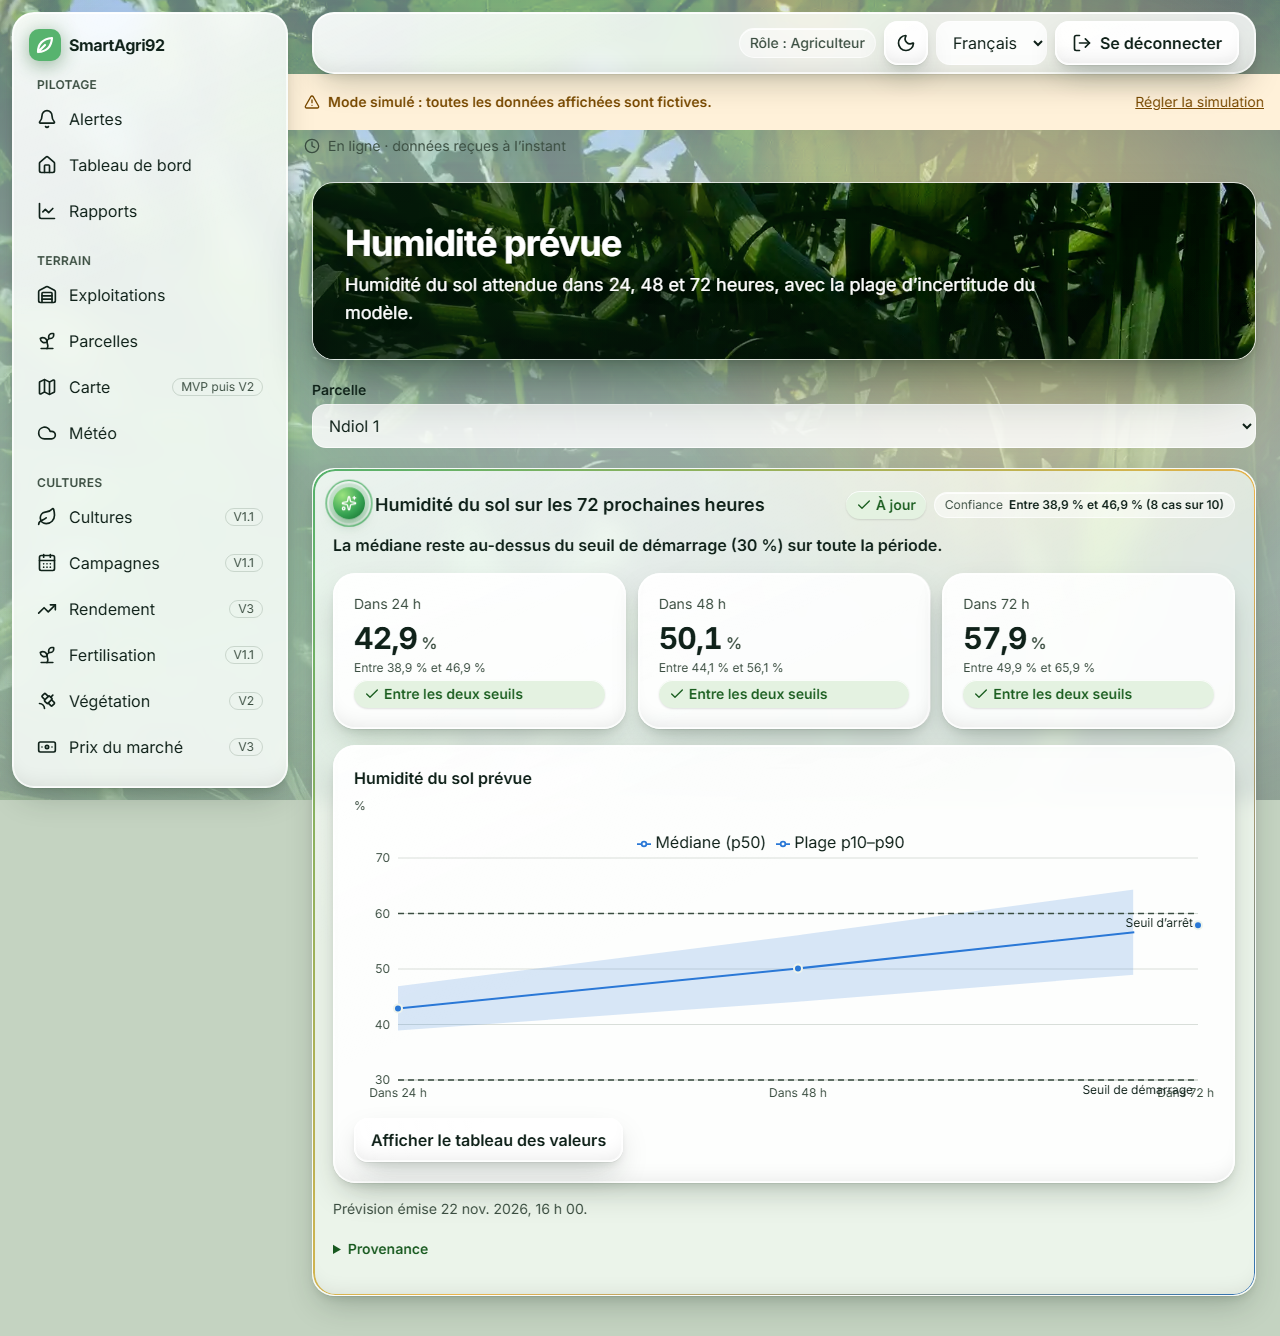 SmartAgri92
PILOTAGE
Alertes
Tableau de bord
Rapports
TERRAIN
Exploitations
Parcelles
Carte MVP puis V2
Météo
CULTURES
Cultures V1.1
Campagnes V1.1
Rendement V3
Fertilisation V1.1
Végétation V2
Prix du marché V3
Rôle : Agriculteur Français Se déconnecter
Mode simulé : toutes les données affichées sont fictives. Régler la simulation
En ligne · données reçues à l’instant
Humidité prévue
Humidité du sol attendue dans 24, 48 et 72 heures, avec la plage d’incertitude du
modèle.
Parcelle
Ndiol 1
Humidité du sol sur les 72 prochaines heures À jour Confiance Entre 38,9 % et 46,9 % (8 cas sur 10)
La médiane reste au-dessus du seuil de démarrage (30 %) sur toute la période.
Dans 24 h
42,9 %
Entre 38,9 % et 46,9 %
Entre les deux seuils
Dans 48 h
50,1 %
Entre 44,1 % et 56,1 %
Entre les deux seuils
Dans 72 h
57,9 %
Entre 49,9 % et 65,9 %
Entre les deux seuils
Humidité du sol prévue
%
Médiane (p50) Plage p10–p90
70
60
Seuil d’arrêt
50
40
30
Seuil de démarrage
Dans 24 h Dans 48 h Dans 72 h
Afficher le tableau des valeurs
Prévision émise 22 nov. 2026, 16 h 00.
Provenance